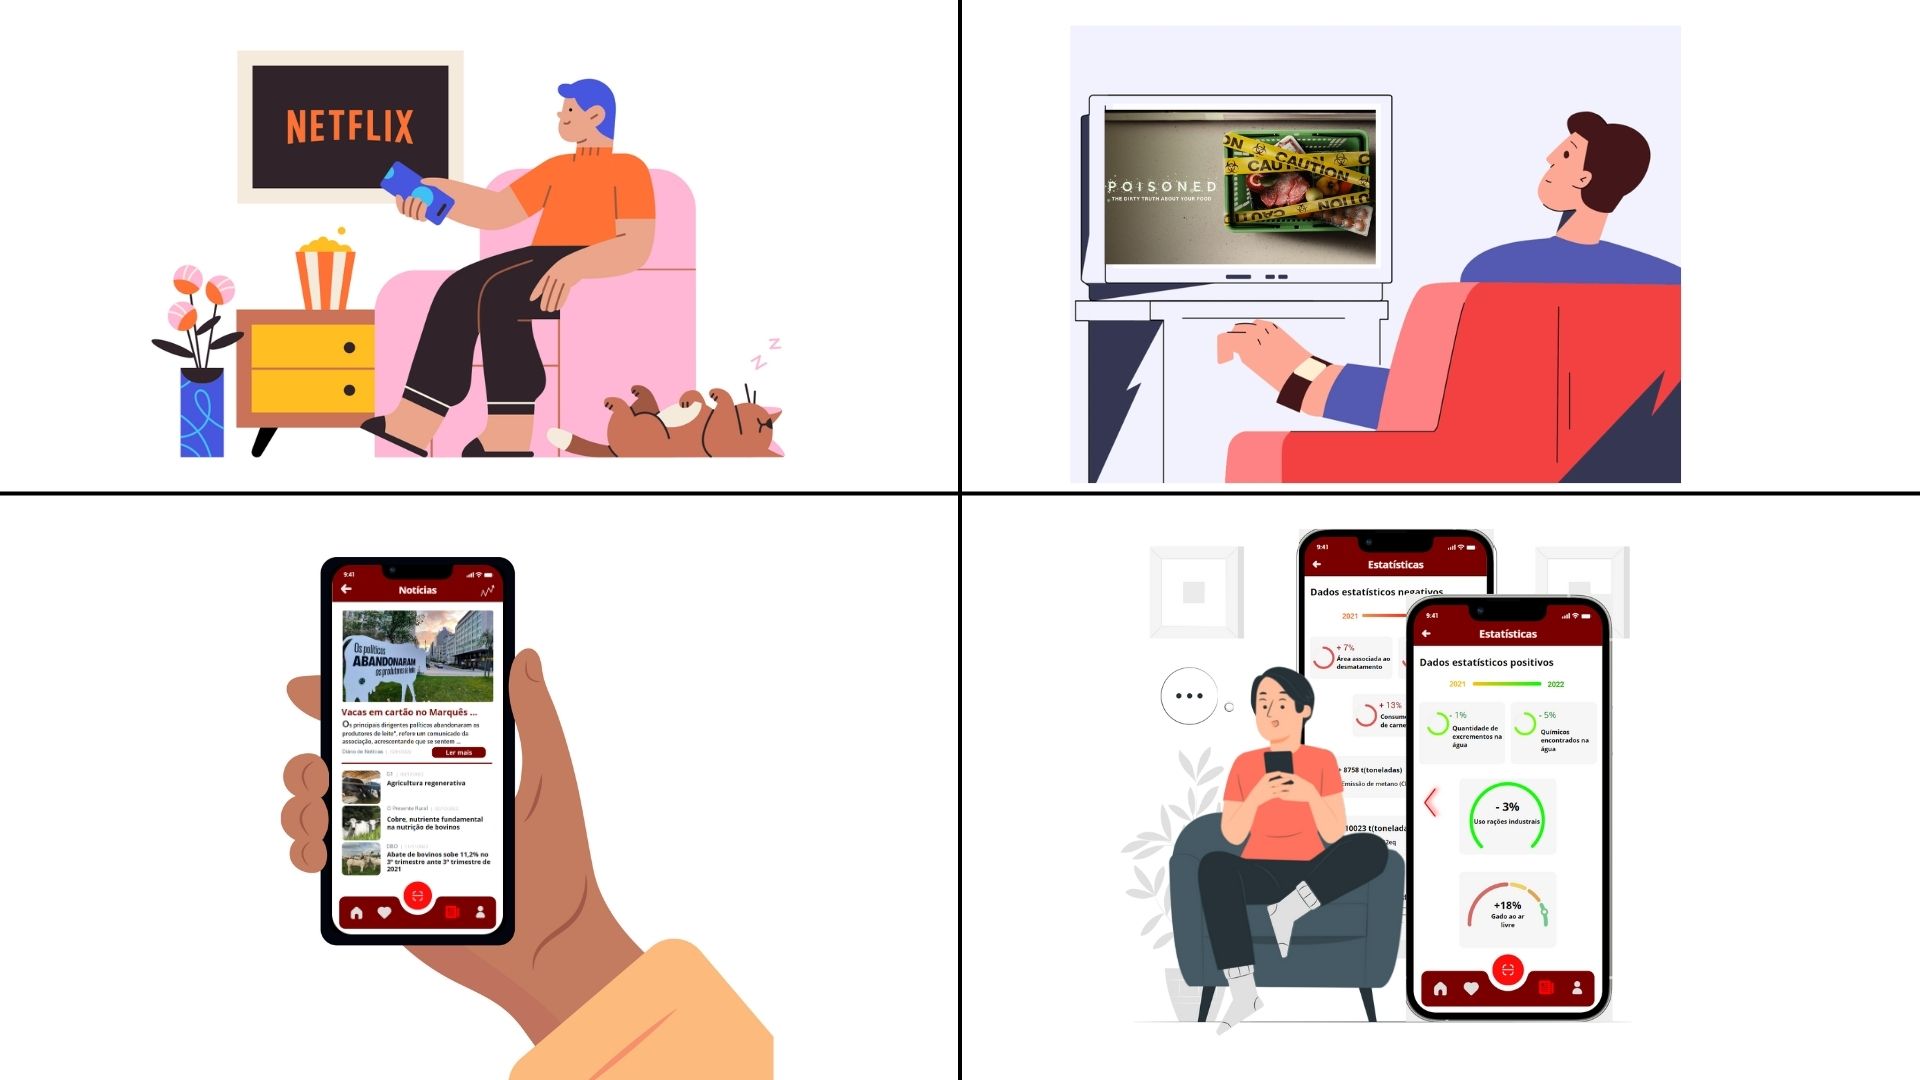 NETFLIX
z
z
POISONED
THE DIRTY TRUTH ABOUT YOUR FOOD
CAUTION
CAUTION
9:41
Notícias
Os políticos
ABANDONARAM
os produtores de leite
Vacas em cartão no Marquês ...
Os principais dirigentes políticos abandonaram os
produtores de leite", refere um comunicado da
associação, acrescentando que se sentem ...
Diário de Notícias |
Ler mais
Agricultura regenerativa
O Presente Rural |
Cobre, nutriente fundamental
na nutrição de bovinos
DBO |
Abate de bovinos sobe 11,2% no
3º trimestre ante 3º trimestre de
2021
9:41
Estatísticas
Dados estatísticos negativos
2021
+ 7%
Área associada ao
desmatamento
+ 13%
Consumo
de carne
+ 8758 t(toneladas)
Emissão de metano (C
10023 t(tonelada
2eq
9:41
Estatísticas
Dados estatísticos positivos
2021
2022
- 1%
Quantidade de
excrementos na
água
- 5%
Químicos
encontrados na
água
- 3%
Uso rações industrais
+18%
Gado ao ar
livre